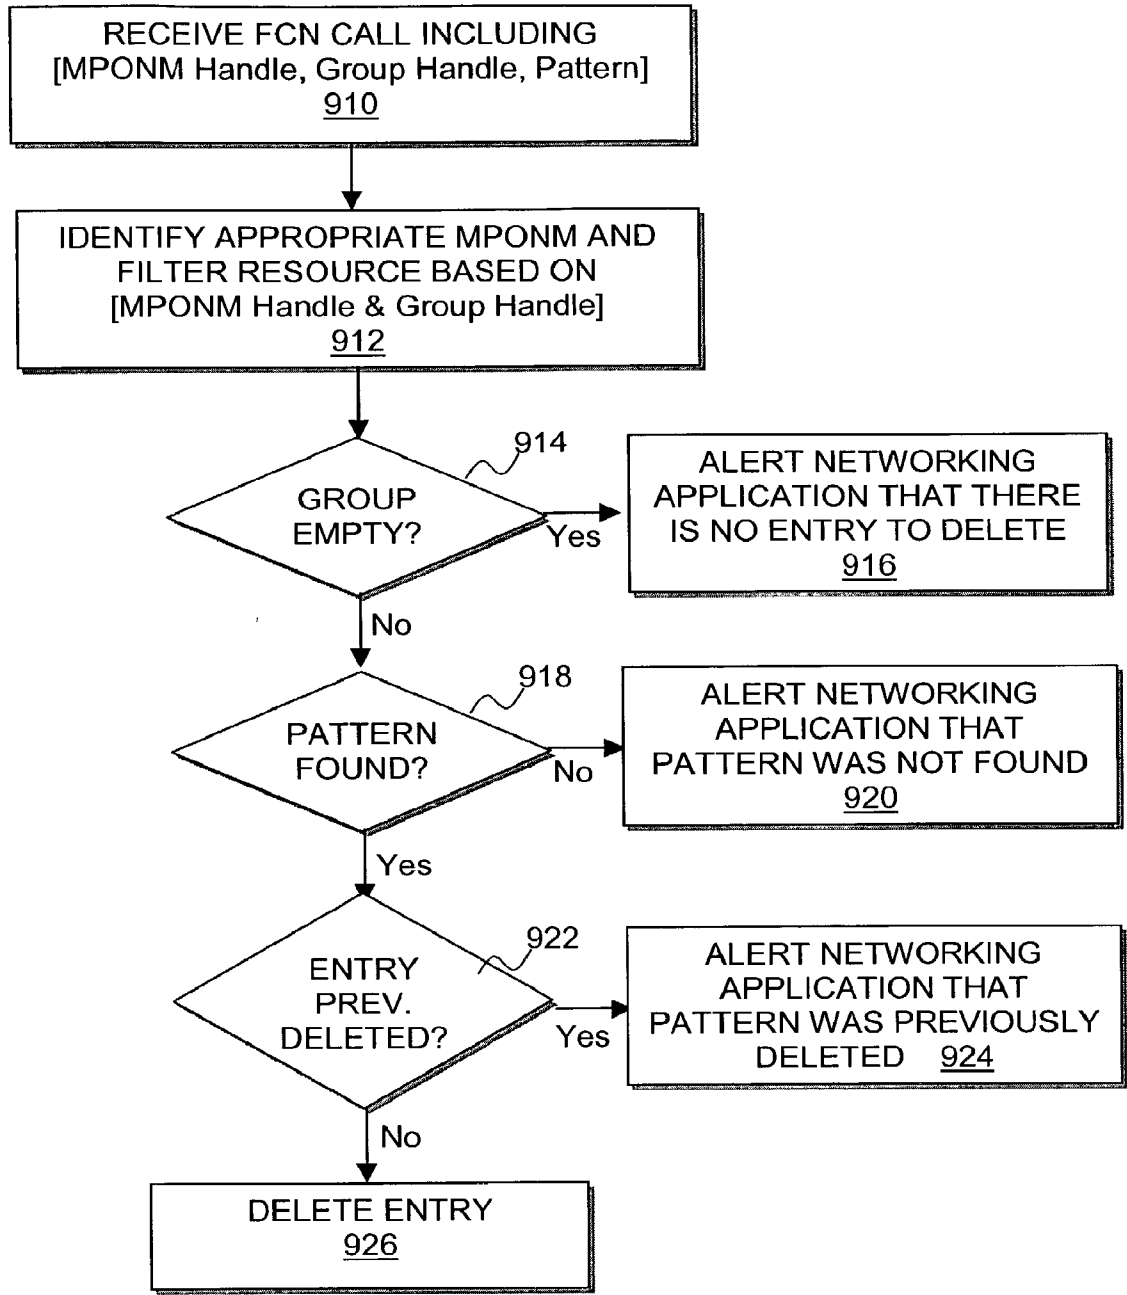 RECEIVE FCN CALL INCLUDING
[MPONM Handle, Group Handle, Pattern]
910
IDENTIFY APPROPRIATE MPONM AND
FILTER RESOURCE BASED ON
[MPONM Handle & Group Handle]
912
914
GROUP
EMPTY?
Yes
ALERT NETWORKING
APPLICATION THAT THERE
IS NO ENTRY TO DELETE
916
No
918
PATTERN
FOUND?
No
ALERT NETWORKING
APPLICATION THAT
PATTERN WAS NOT FOUND
920
Yes
922
ENTRY
PREV.
DELETED?
Yes
ALERT NETWORKING
APPLICATION THAT
PATTERN WAS PREVIOUSLY
DELETED 924
No
DELETE ENTRY
926